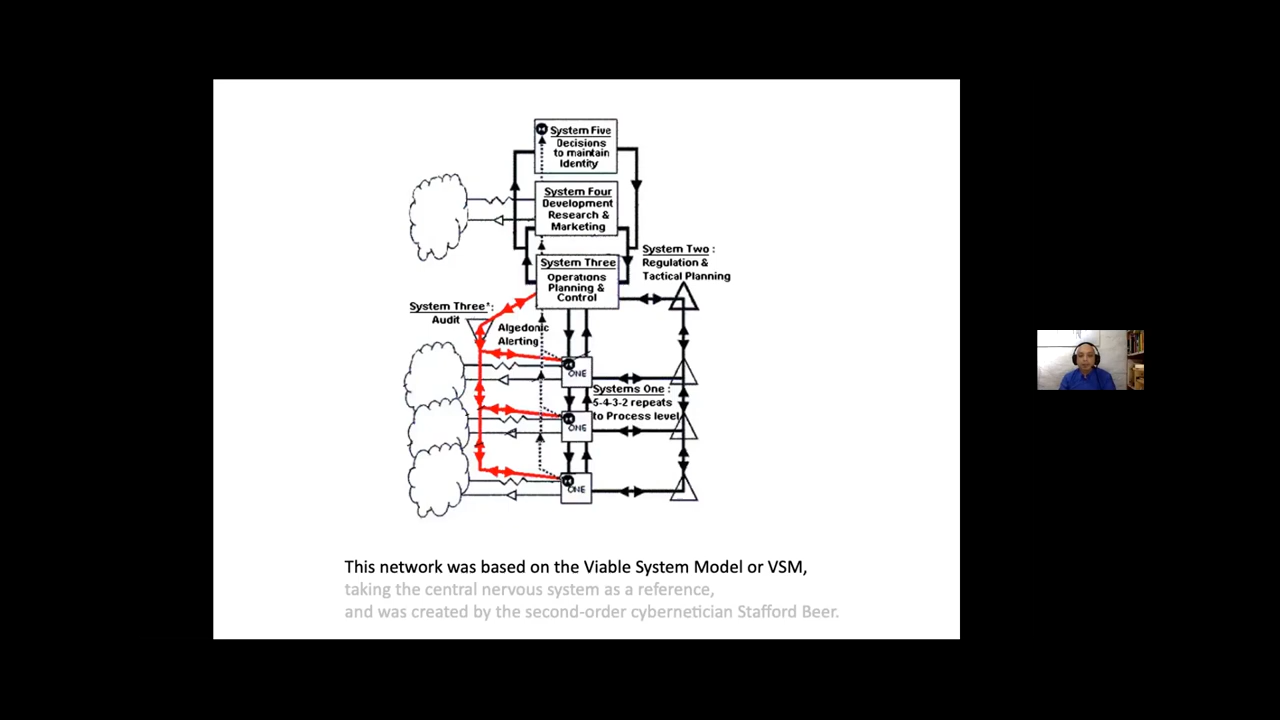 System Five
Decisions
to maintain
Identity
System Four
Development
Research &
Marketing
System Two :
Regulation &
Tactical Planning
System Three
Operations
Planning &
Control
System Three*:
Audit
Algedonic
Alerting
ONE
Systems One :
5-4-3-2 repeats
to Process level
ONE
ONE
This network was based on the Viable System Model or VSM,
taking the central nervous system as a reference,
and was created by the second-order cybernetician Stafford Beer.